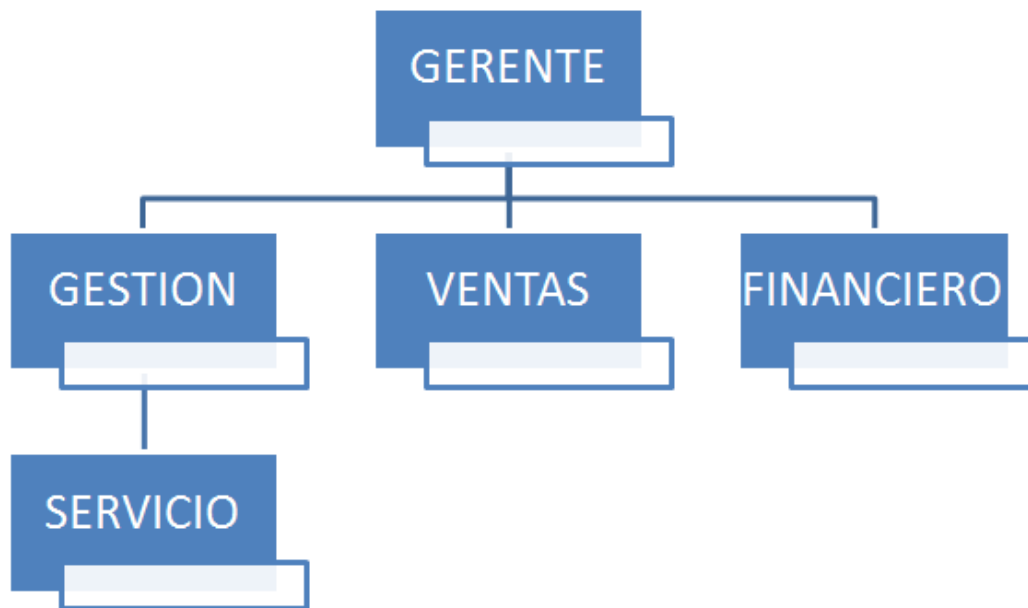 GERENTE
GESTION
VENTAS
FINANCIERO
SERVICIO